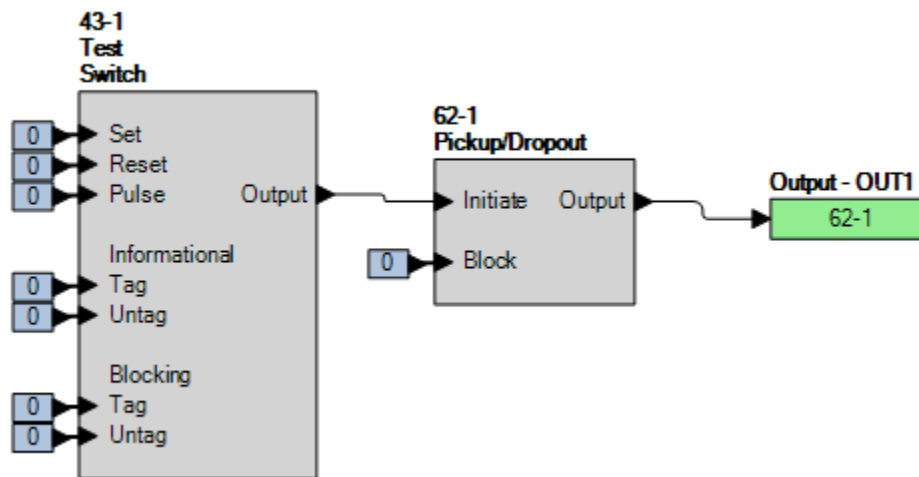 43-1
Test
Switch
0 Set
0 Reset
0 Pulse
Output
Informational
0 Tag
0 Untag
Blocking
0 Tag
0 Untag
62-1
Pickup/Dropout
Initiate Output
0 Block
Output - OUT1
62-1